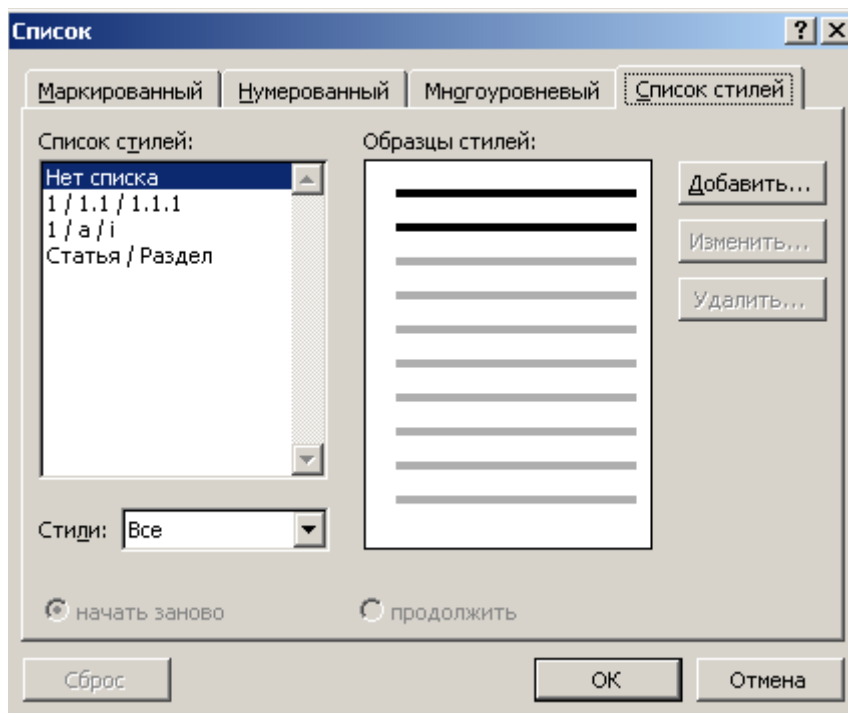 Список
Маркированный Нумерованный Многоуровневый Список стилей
Список стилей: Образцы стилей:
Нет списка
1 / 1.1 / 1.1.1
1 / a / i
Статья / Раздел
Добавить...
Изменить...
Удалить...
Стили: Все
начать заново продолжить
Сброс ОК Отмена